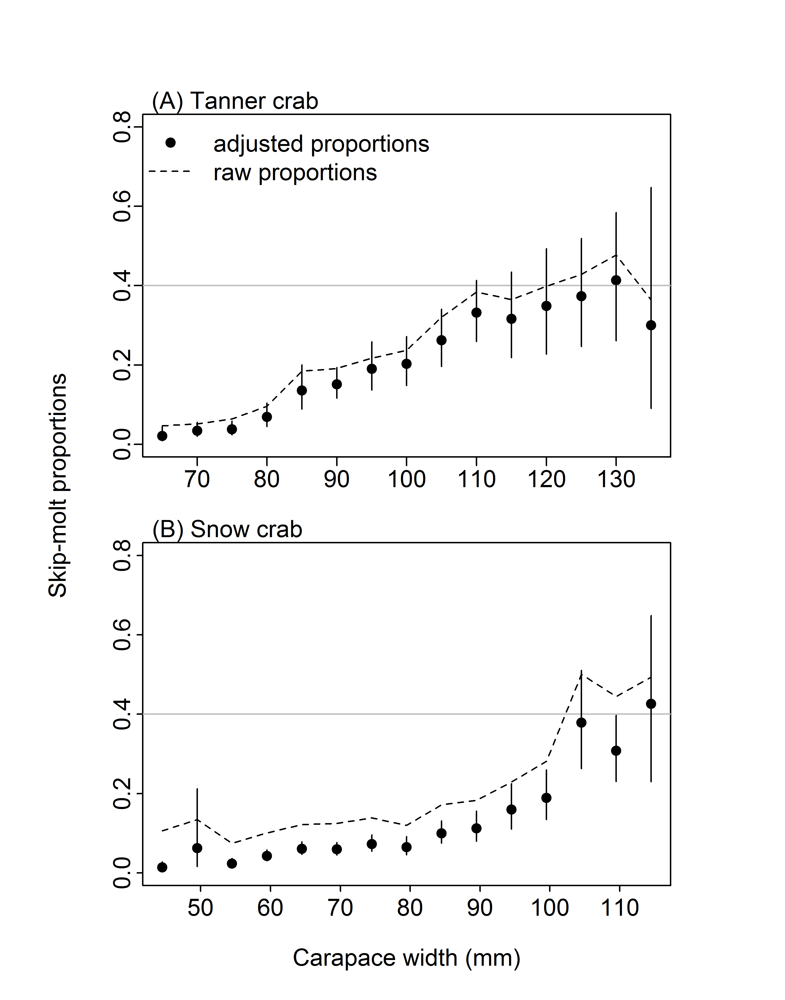 (A) Tanner crab
adjusted proportions
raw proportions
0.8
0.6
0.4
0.2
0.0
70 80 90 100 110 120 130
Skip-molt proportions
(B) Snow crab
0.8
0.6
0.4
0.2
0.0
50 60 70 80 90 100 110
Carapace width (mm)